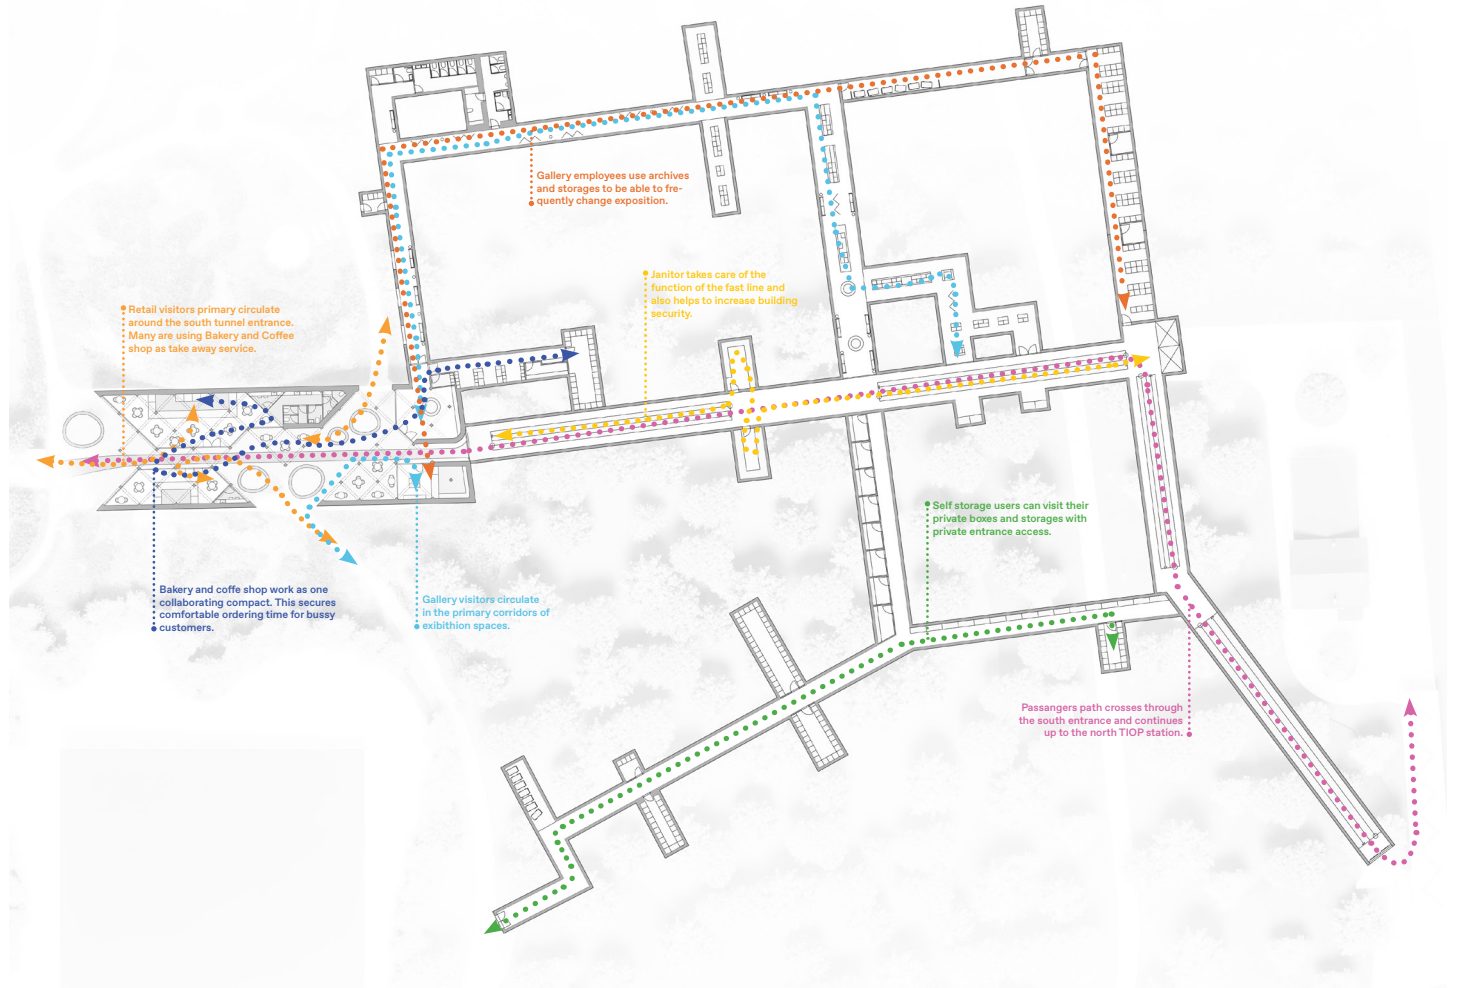 Gallery employees use archives
and storages to be able to fre-
quently change exposition.
Janitor takes care of the
function of the fast line and
also helps to increase building
security.
Retail visitors primary circulate
around the south tunnel entrance.
Many are using Bakery and Coffee
shop as take away service.
Self storage users can visit their
private boxes and storages with
private entrance access.
Bakery and coffe shop work as one
collaborating compact. This secures
comfortable ordering time for bussy
customers.
Gallery visitors circulate
in the primary corridors of
exibithion spaces.
Passangers path crosses through
the south entrance and continues
up to the north TIOP station.